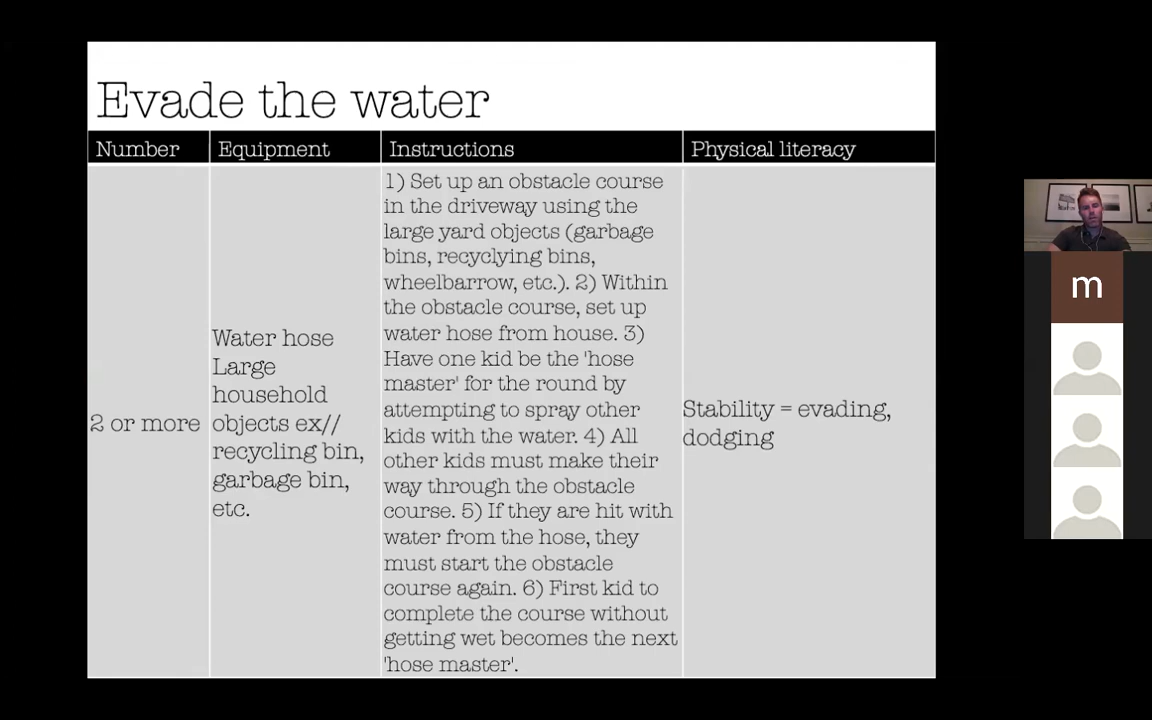 Evade the water
Number
Equipment
Instructions
Physical literacy
2 or more
Water hose
Large
household
objects ex//
recycling bin,
garbage bin,
etc.
1) Set up an obstacle course
in the driveway using the
large yard objects (garbage
bins, recyclying bins,
wheelbarrow, etc.). 2) Within
the obstacle course, set up
water hose from house. 3)
Have one kid be the 'hose
master' for the round by
attempting to spray other
kids with the water. 4) All
other kids must make their
way through the obstacle
course. 5) If they are hit with
water from the hose, they
must start the obstacle
course again. 6) First kid to
complete the course without
getting wet becomes the next
'hose master'.
Stability = evading,
dodging
m